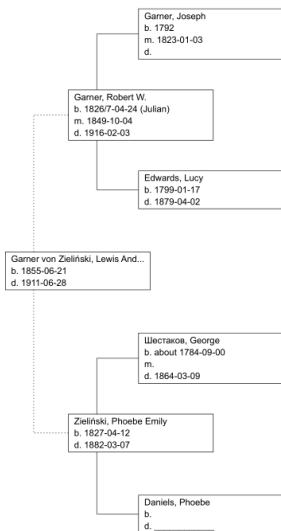 Garner, Joseph
b. 1792
m. 1823-01-03
d.
Garner, Robert W.
b. 1826/7-04-24 (Julian)
m. 1849-10-04
d. 1916-02-03
Edwards, Lucy
b. 1799-01-17
d. 1879-04-02
Garner von Zieliński, Lewis And...
b. 1855-06-21
d. 1911-06-28
Шестаков, George
b. about 1784-09-00
m.
d. 1864-03-09
Zieliński, Phoebe Emily
b. 1827-04-12
d. 1882-03-07
Daniels, Phoebe
b.
d. ____________